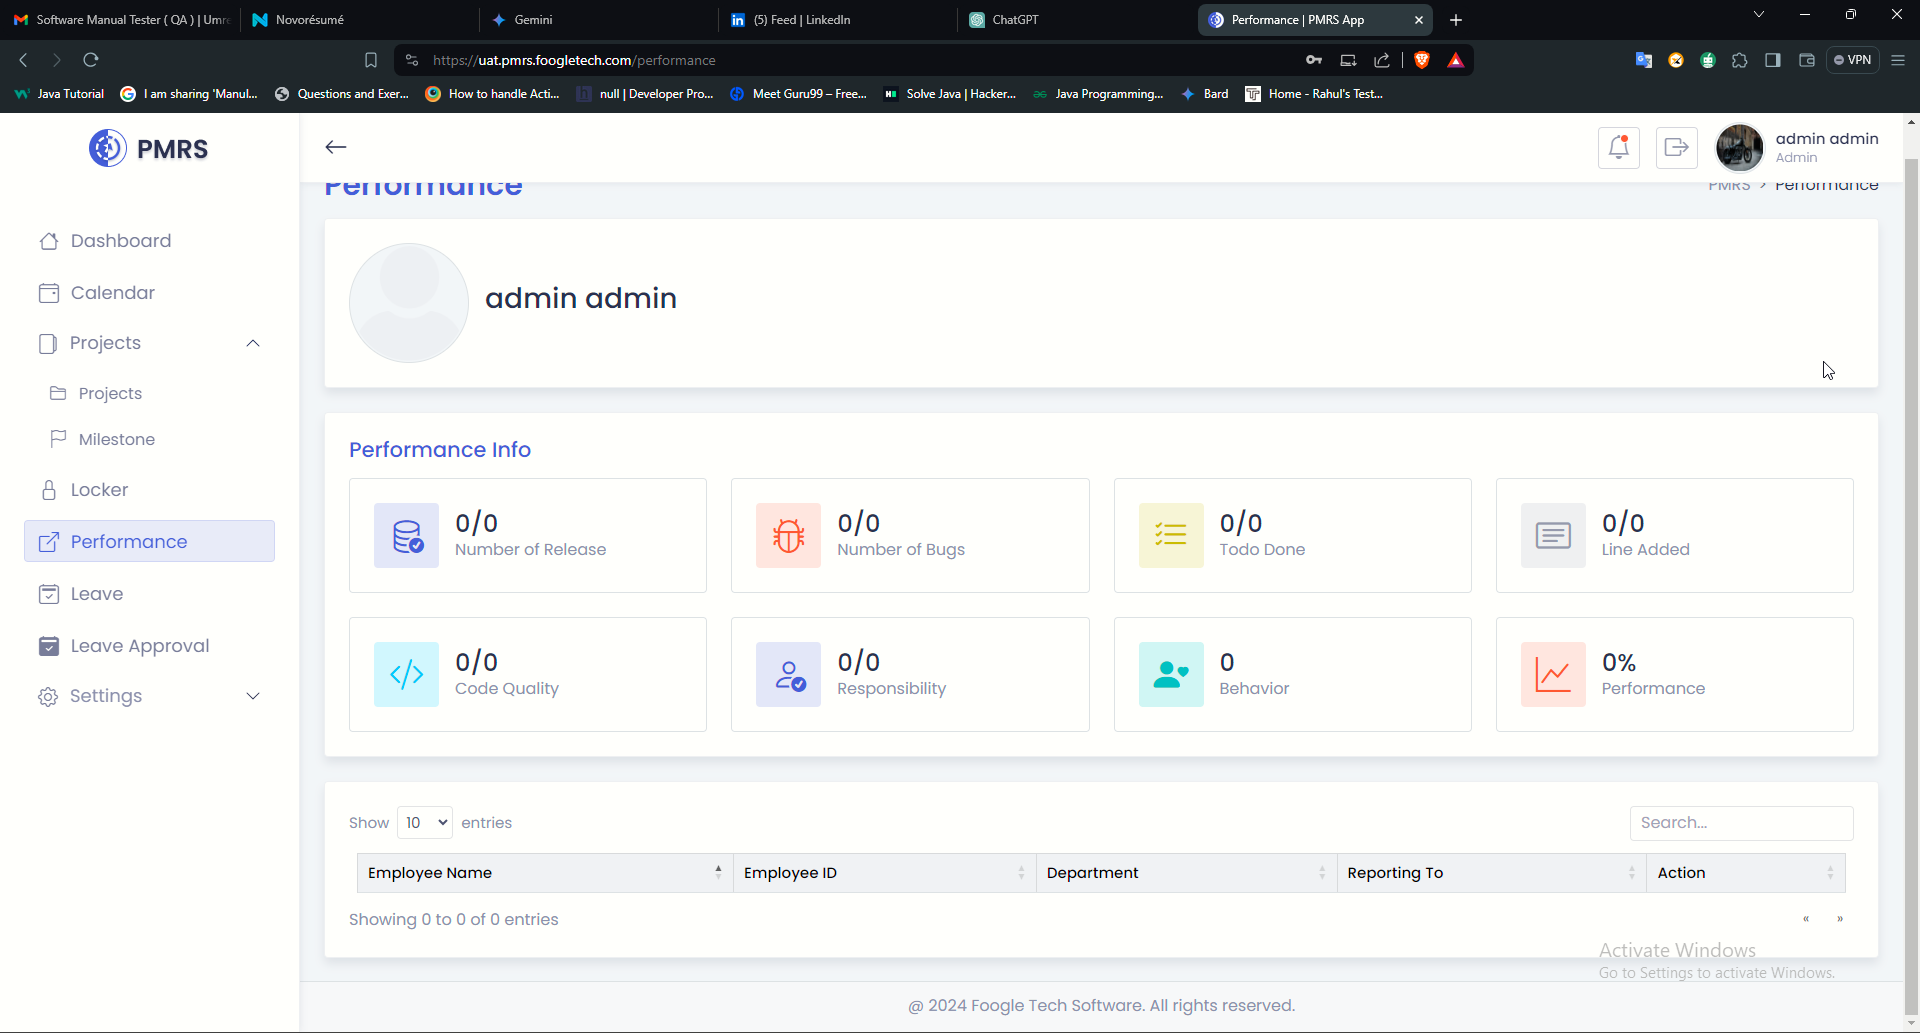 Software Manual Tester ( QA ) | Umre
Novorésumé
Gemini
(5) Feed | LinkedIn
ChatGPT
Performance | PMRS App
https://uat.pmrs.foogletech.com/performance
VPN
Java Tutorial
I am sharing 'Manul...
Questions and Exer...
How to handle Acti...
null | Developer Pro...
Meet Guru99 – Free...
Solve Java | Hacker...
Java Programming,...
Bard
Home - Rahul's Test...
PMRS
admin admin
Admin
Performance
PMRS > Performance
Dashboard
Calendar
Projects
Projects
Milestone
Locker
Performance
Leave
Leave Approval
Settings
admin admin
Performance Info
0/0
Number of Release
0/0
Number of Bugs
0/0
Todo Done
0/0
Line Added
0/0
Code Quality
0/0
Responsibility
0
Behavior
0%
Performance
Show 10 entries
Search...
Employee Name Employee ID Department Reporting To Action
Showing 0 to 0 of 0 entries
« »
Activate Windows
Go to Settings to activate Windows.
@ 2024 Foogle Tech Software. All rights reserved.